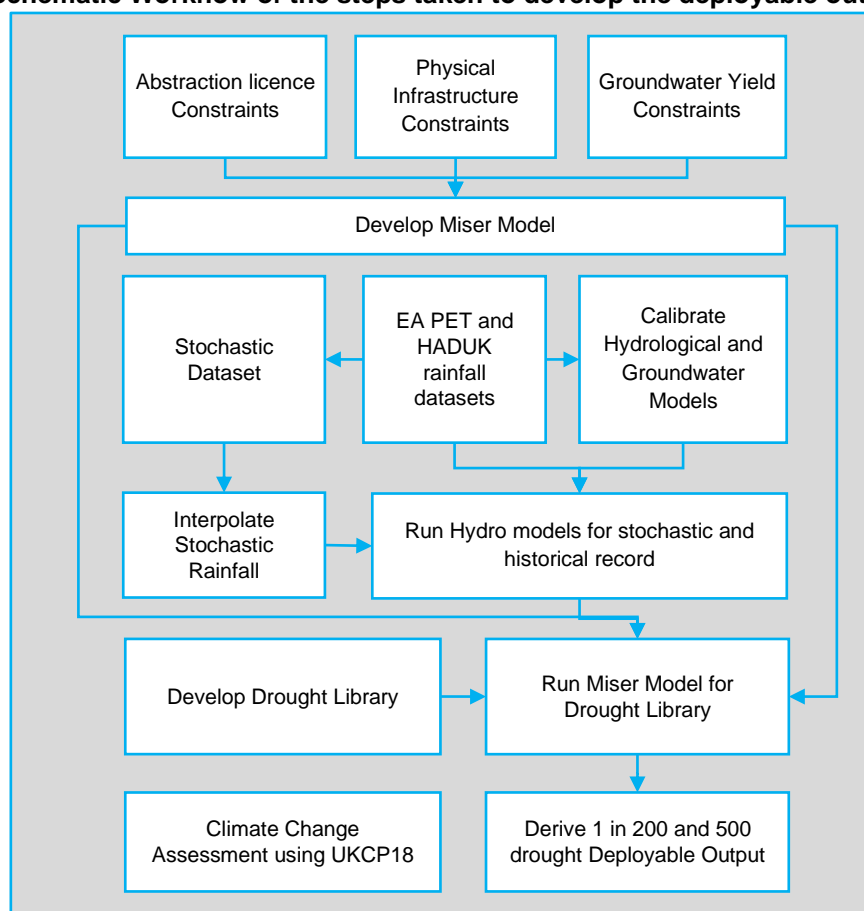 Abstraction licence
Constraints
Physical
Infrastructure
Constraints
Groundwater Yield
Constraints
Develop Miser Model
Stochastic
Dataset
EA PET and
HADUK
rainfall
datasets
Calibrate
Hydrological and
Groundwater
Models
Interpolate
Stochastic
Rainfall
Run Hydro models for stochastic and
historical record
Develop Drought Library
Run Miser Model for
Drought Library
Climate Change
Assessment using UKCP18
Derive 1 in 200 and 500
drought Deployable Output